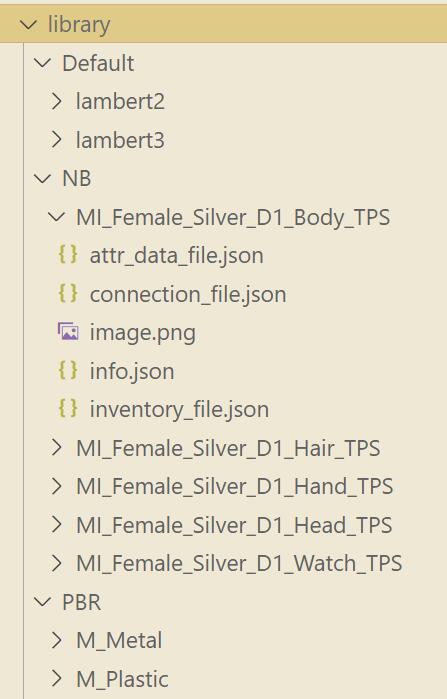 library
Default
lambert2
lambert3
NB
MI_Female_Silver_D1_Body_TPS
{} attr_data_file.json
{} connection_file.json
image.png
{} info.json
{} inventory_file.json
MI_Female_Silver_D1_Hair_TPS
MI_Female_Silver_D1_Hand_TPS
MI_Female_Silver_D1_Head_TPS
MI_Female_Silver_D1_Watch_TPS
PBR
M_Metal
M_Plastic